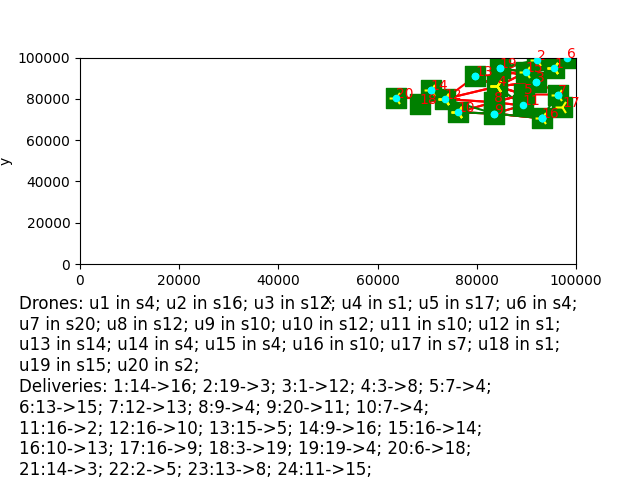 100000
80000
60000
40000
20000
0
y
0 20000 40000 60000 80000 100000
x
2
6
20
Drones: u1 in s4; u2 in s16; u3 in s12; u4 in s1; u5 in s17; u6 in s4;
u7 in s20; u8 in s12; u9 in s10; u10 in s12; u11 in s10; u12 in s1;
u13 in s14; u14 in s4; u15 in s4; u16 in s10; u17 in s7; u18 in s1;
u19 in s15; u20 in s2;
Deliveries: 1:14->16; 2:19->3; 3:1->12; 4:3->8; 5:7->4;
6:13->15; 7:12->13; 8:9->4; 9:20->11; 10:7->4;
11:16->2; 12:16->10; 13:15->5; 14:9->16; 15:16->14;
16:10->13; 17:16->9; 18:3->19; 19:19->4; 20:6->18;
21:14->3; 22:2->5; 23:13->8; 24:11->15;